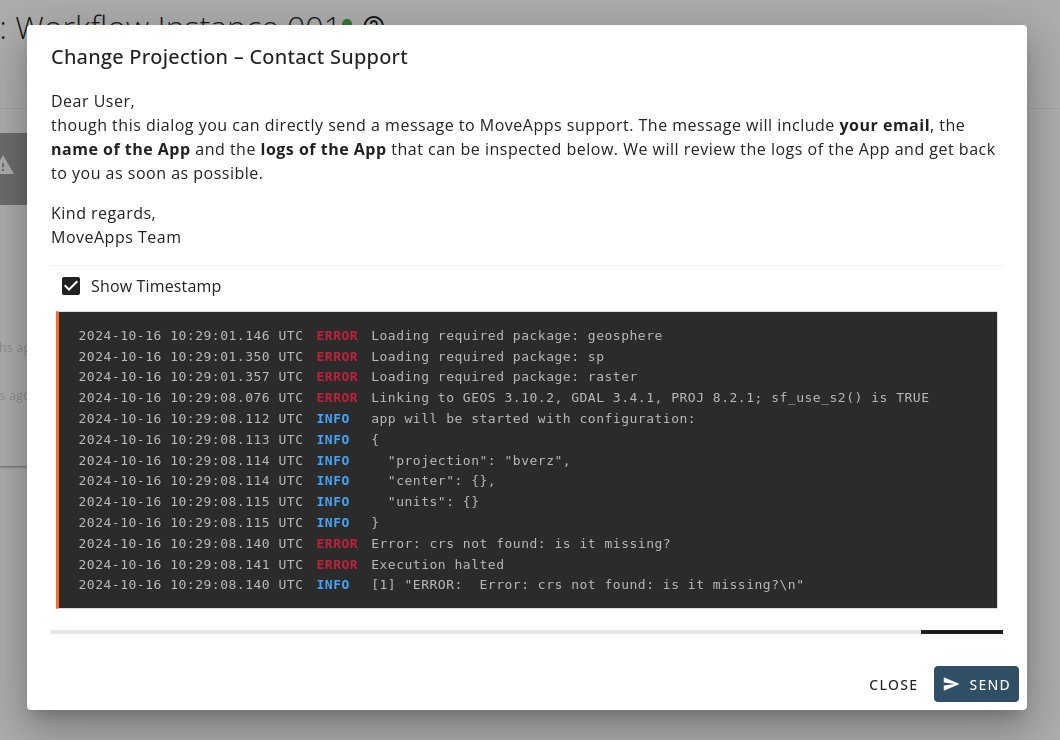 : Workflow Instance 001
Change Projection – Contact Support
Dear User,
though this dialog you can directly send a message to MoveApps support. The message will include your email, the
name of the App and the logs of the App that can be inspected below. We will review the logs of the App and get back
to you as soon as possible.
Kind regards,
MoveApps Team
Show Timestamp
2024-10-16 10:29:01.146 UTC ERROR Loading required package: geosphere
2024-10-16 10:29:01.350 UTC ERROR Loading required package: sp
2024-10-16 10:29:01.357 UTC ERROR Loading required package: raster
2024-10-16 10:29:08.076 UTC ERROR Linking to GEOS 3.10.2, GDAL 3.4.1, PROJ 8.2.1; sf_use_s2() is TRUE
2024-10-16 10:29:08.112 UTC INFO app will be started with configuration:
2024-10-16 10:29:08.113 UTC INFO {
2024-10-16 10:29:08.114 UTC INFO   "projection": "bverz",
2024-10-16 10:29:08.114 UTC INFO   "center": {},
2024-10-16 10:29:08.115 UTC INFO   "units": {}
2024-10-16 10:29:08.115 UTC INFO }
2024-10-16 10:29:08.140 UTC ERROR Error: crs not found: is it missing?
2024-10-16 10:29:08.141 UTC ERROR Execution halted
2024-10-16 10:29:08.140 UTC INFO [1] "ERROR:  Error: crs not found: is it missing?\n"
CLOSE
SEND